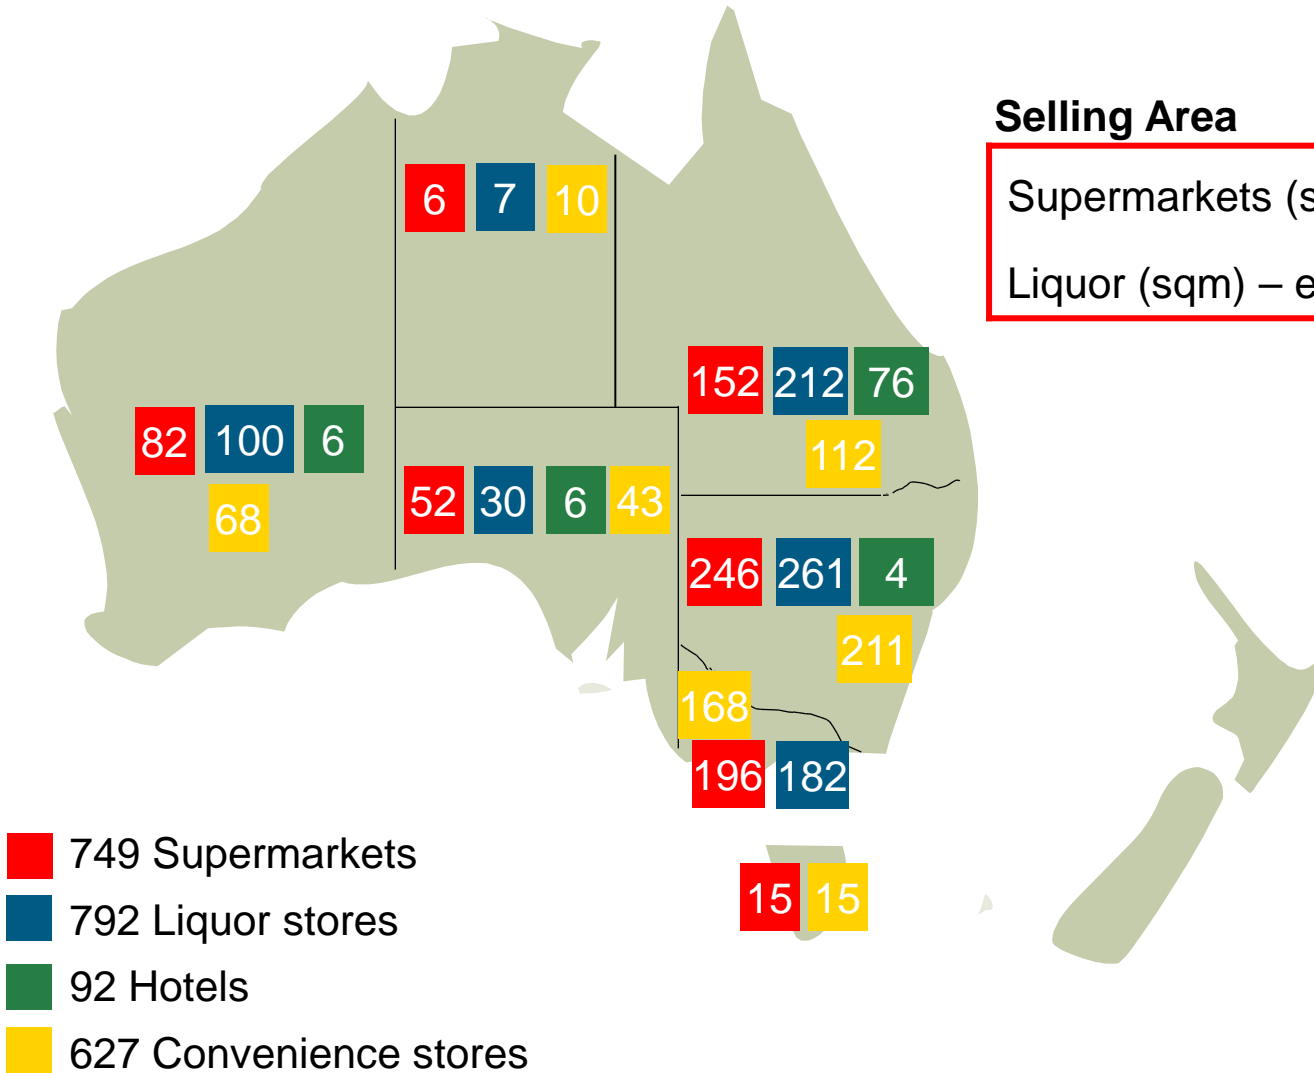 Selling Area
Supermarkets (s
Liquor (sqm) – e
6 7 10
152 212 76
112
82 100 6
68
52 30 6 43
246 261 4
211
168
196 182
15 15
749 Supermarkets
792 Liquor stores
92 Hotels
627 Convenience stores